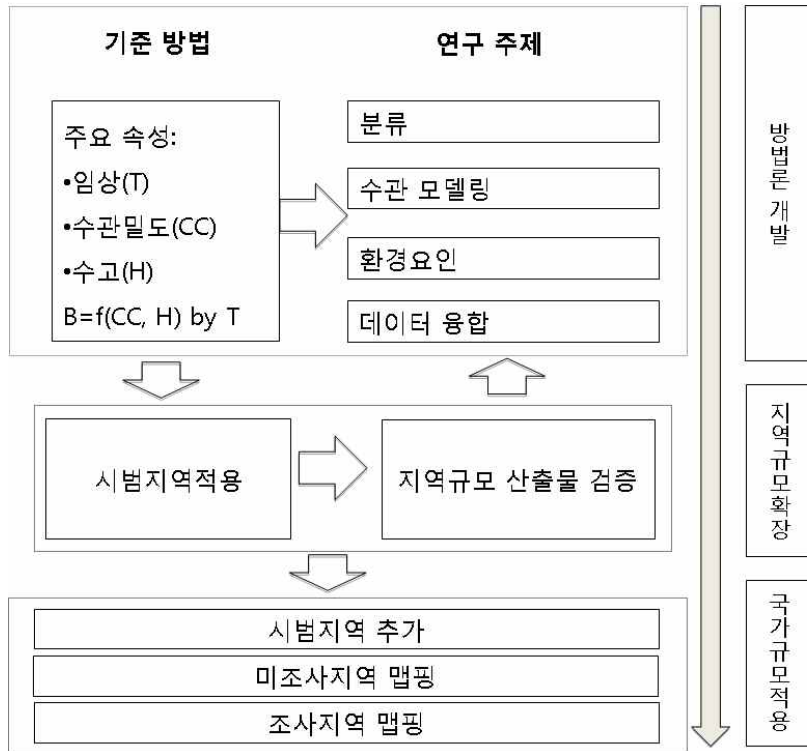 기준 방법
연구 주제
주요 속성:
•임상(T)
•수관밀도(CC)
•수고(H)
B=f(CC, H) by T
분류
수관 모델링
환경요인
데이터 융합
방법론 개발
시범지역적용
지역규모 산출물 검증
지역규모확장
시범지역 추가
미조사지역 맵핑
조사지역 맵핑
국가규모적용